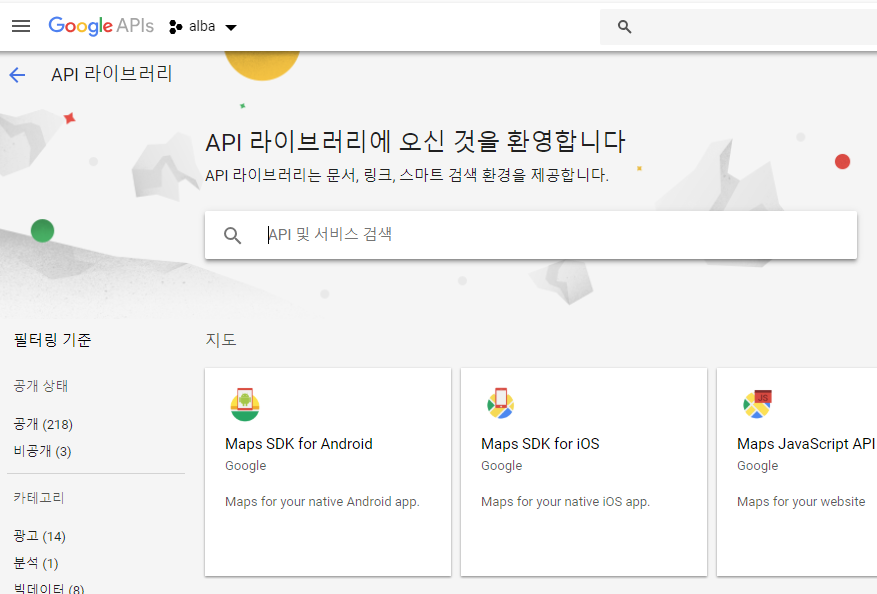 Google APIs alba
API 라이브러리
API 라이브러리에 오신 것을 환영합니다
API 라이브러리는 문서, 링크, 스마트 검색 환경을 제공합니다.
API 및 서비스 검색
필터링 기준
공개 상태
공개 (218)
비공개 (3)
카테고리
광고 (14)
분석 (1)
빅데이터 (8)
지도
Maps SDK for Android
Google
Maps for your native Android app.
Maps SDK for iOS
Google
Maps for your native iOS app.
JS
Maps JavaScript API
Google
Maps for your website